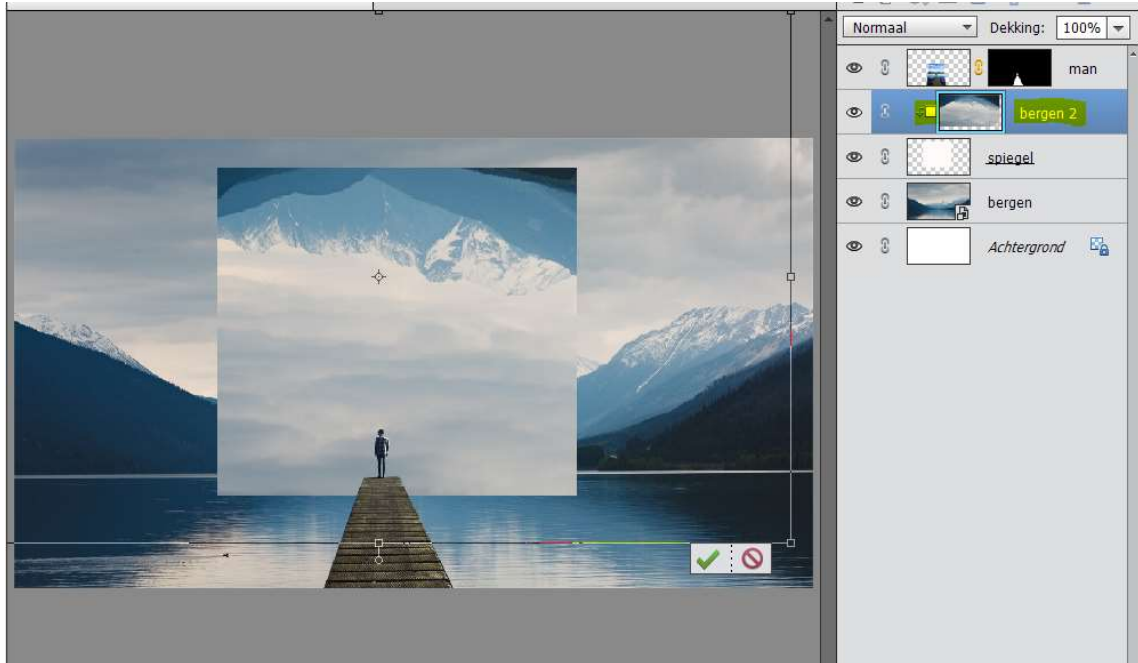 Normaal Dekking: 100%
man
bergen 2
spiegel
bergen
Achtergrond